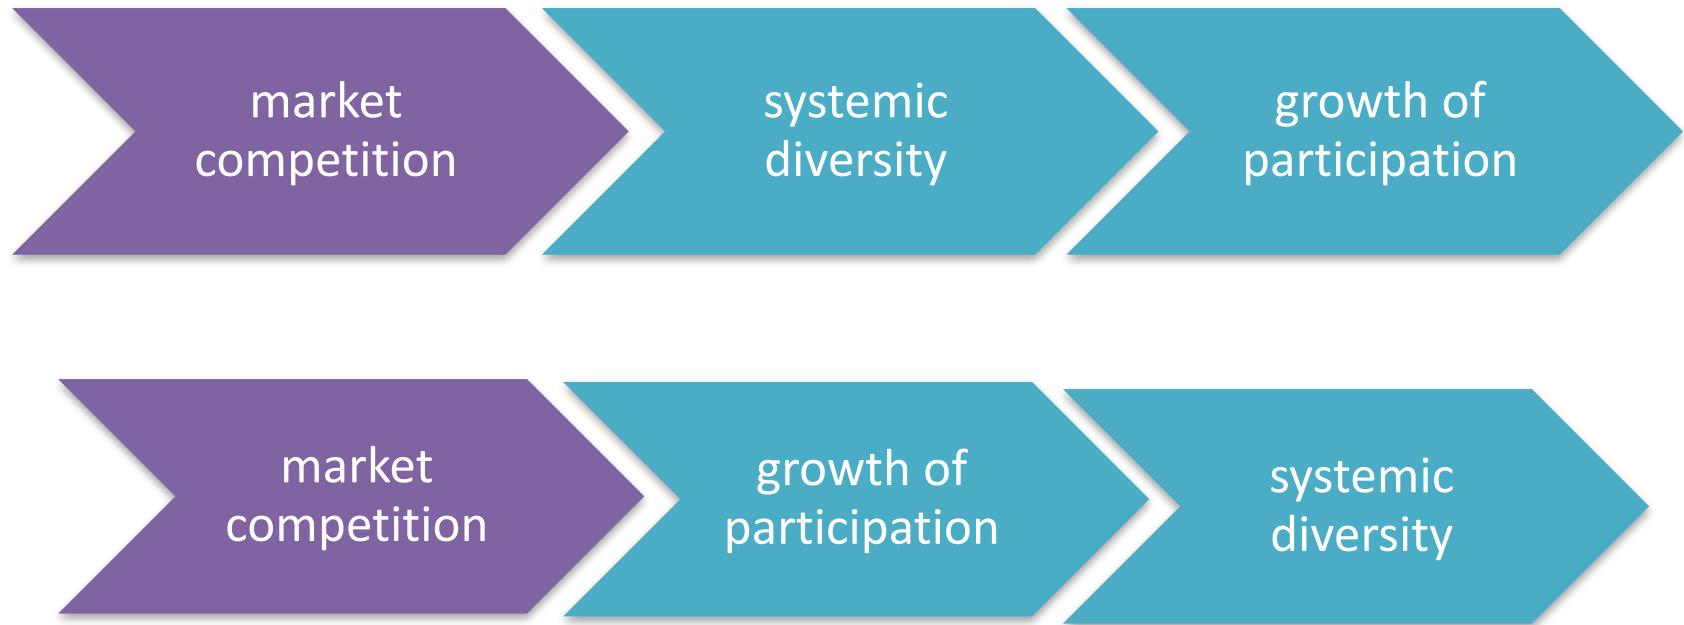 market
competition
systemic
diversity
growth of
participation
market
competition
growth of
participation
systemic
diversity